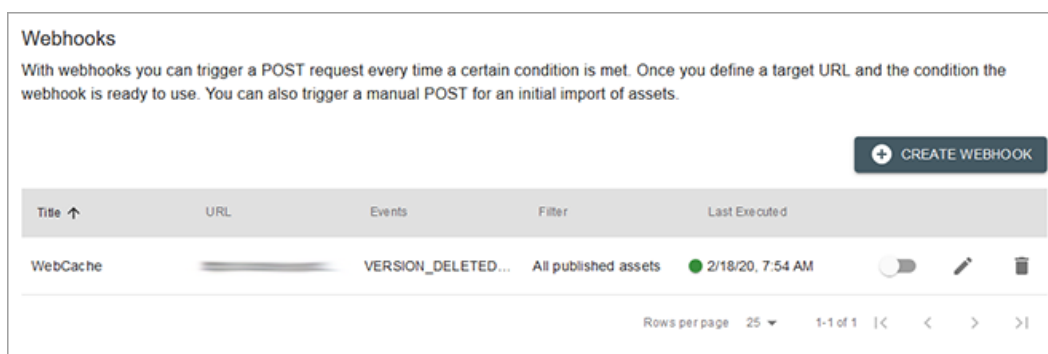 Webhooks
With webhooks you can trigger a POST request every time a certain condition is met. Once you define a target URL and the condition the
webhook is ready to use. You can also trigger a manual POST for an initial import of assets.
CREATE WEBHOOK
Title URL Events Filter Last Executed
WebCache VERSION_DELETED... All published assets 2/18/20, 7:54 AM
Rows per page 25 1-1 of 1